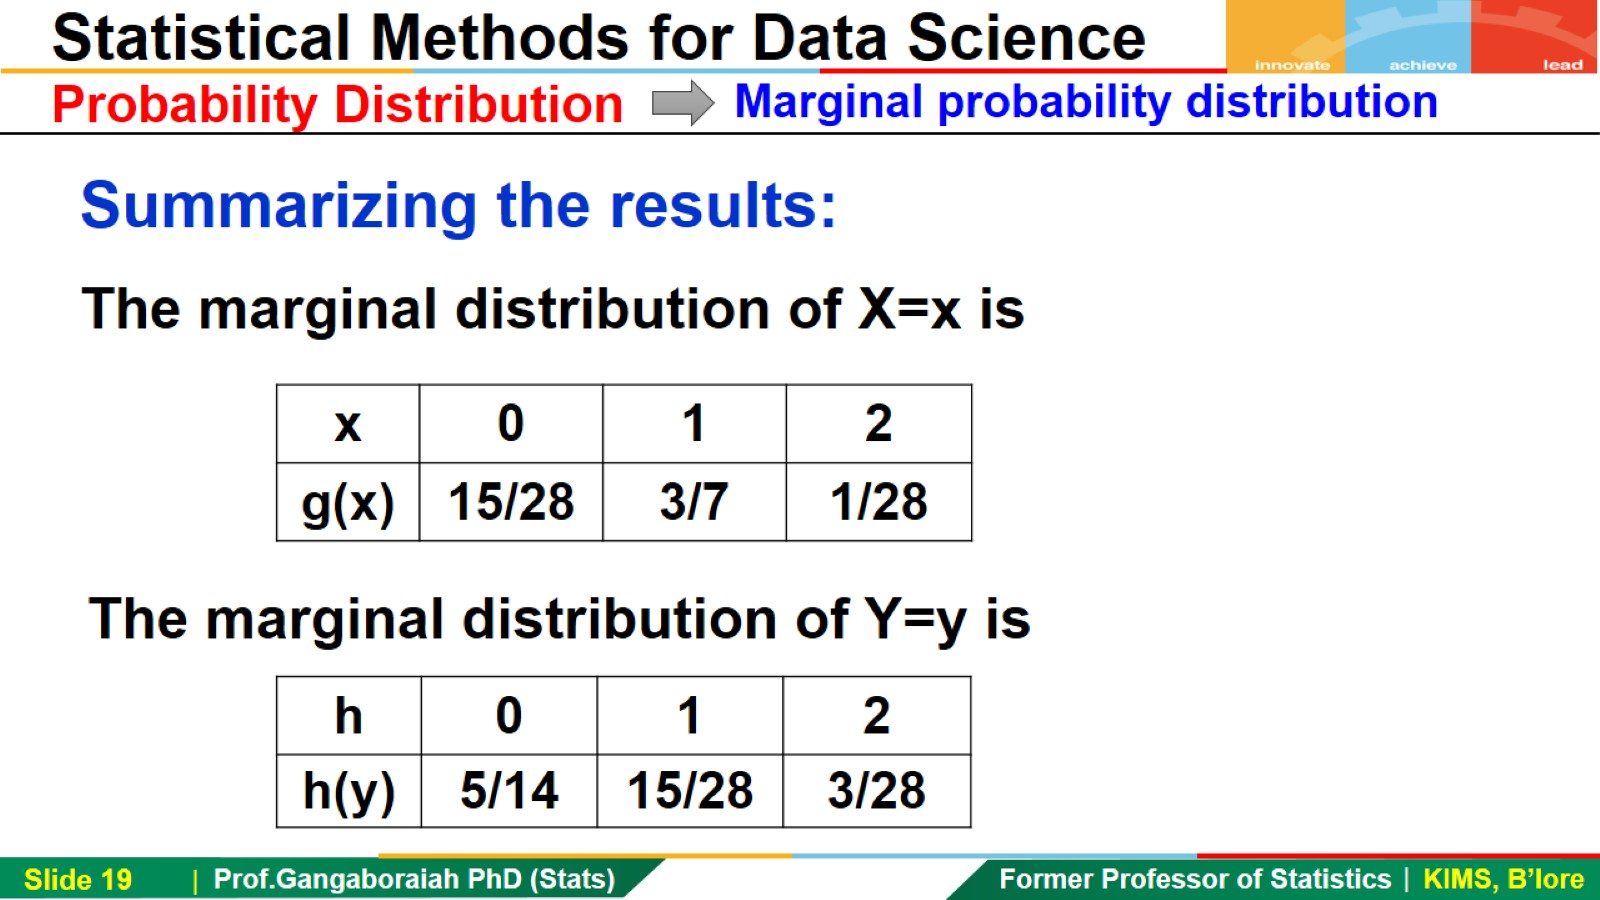 Statistical Methods for Data Science
innovate achieve lead
Probability Distribution Marginal probability distribution
Summarizing the results:
The marginal distribution of X=x is
x 0 1 2
g(x) 15/28 3/7 1/28
The marginal distribution of Y=y is
h 0 1 2
h(y) 5/14 15/28 3/28
Slide 19 | Prof.Gangaboraiah PhD (Stats) Former Professor of Statistics | KIMS, B’lore